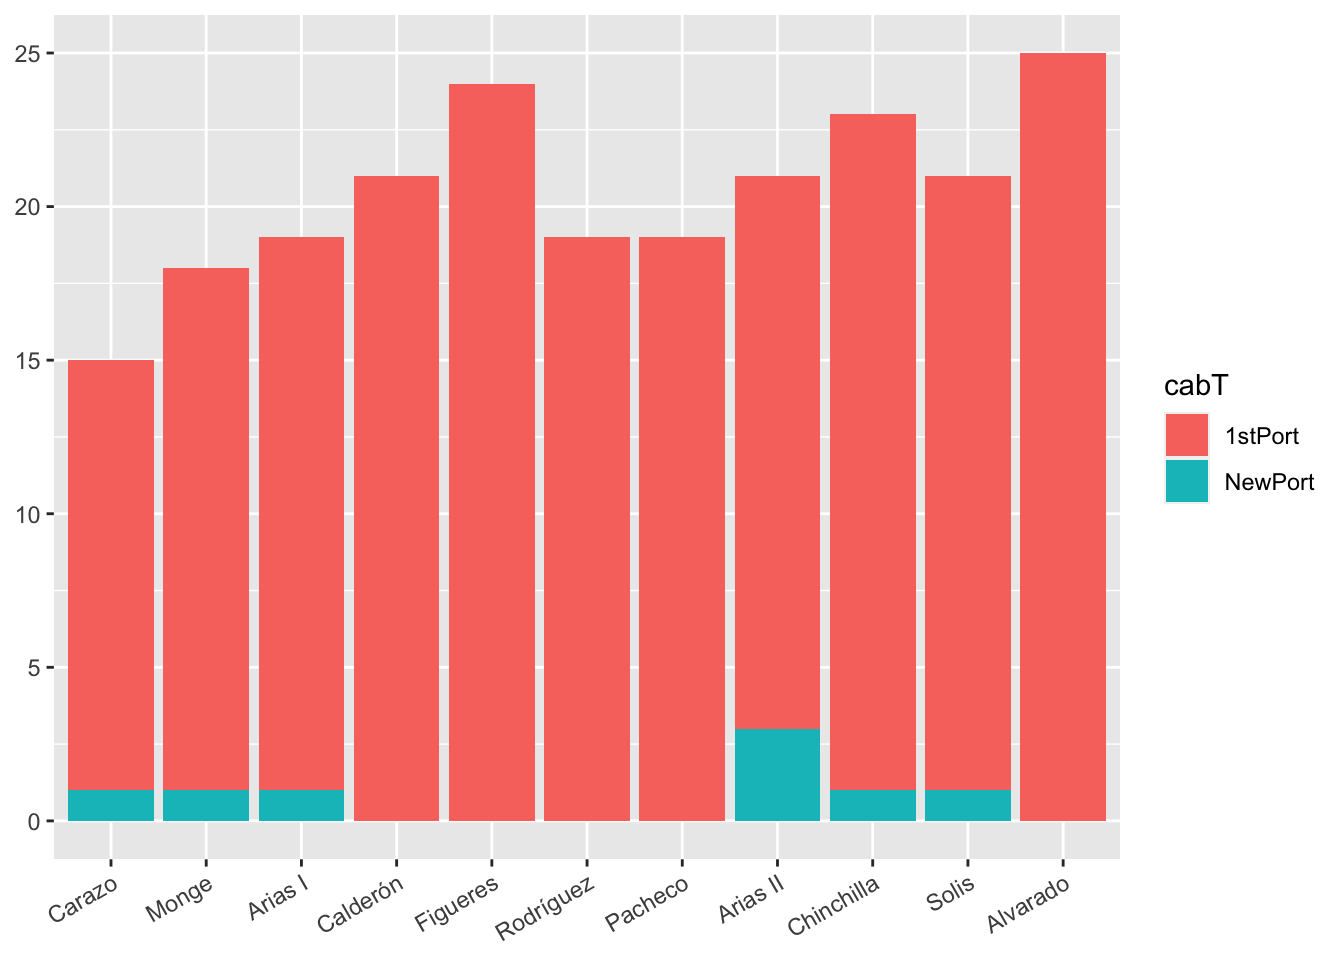 25
20
15
10
5
0
Carazo
Monge
Arias I
Calderón
Figueres
Rodríguez
Pacheco
Arias II
Chinchilla
Solis
Alvarado
cabT
1stPort
NewPort